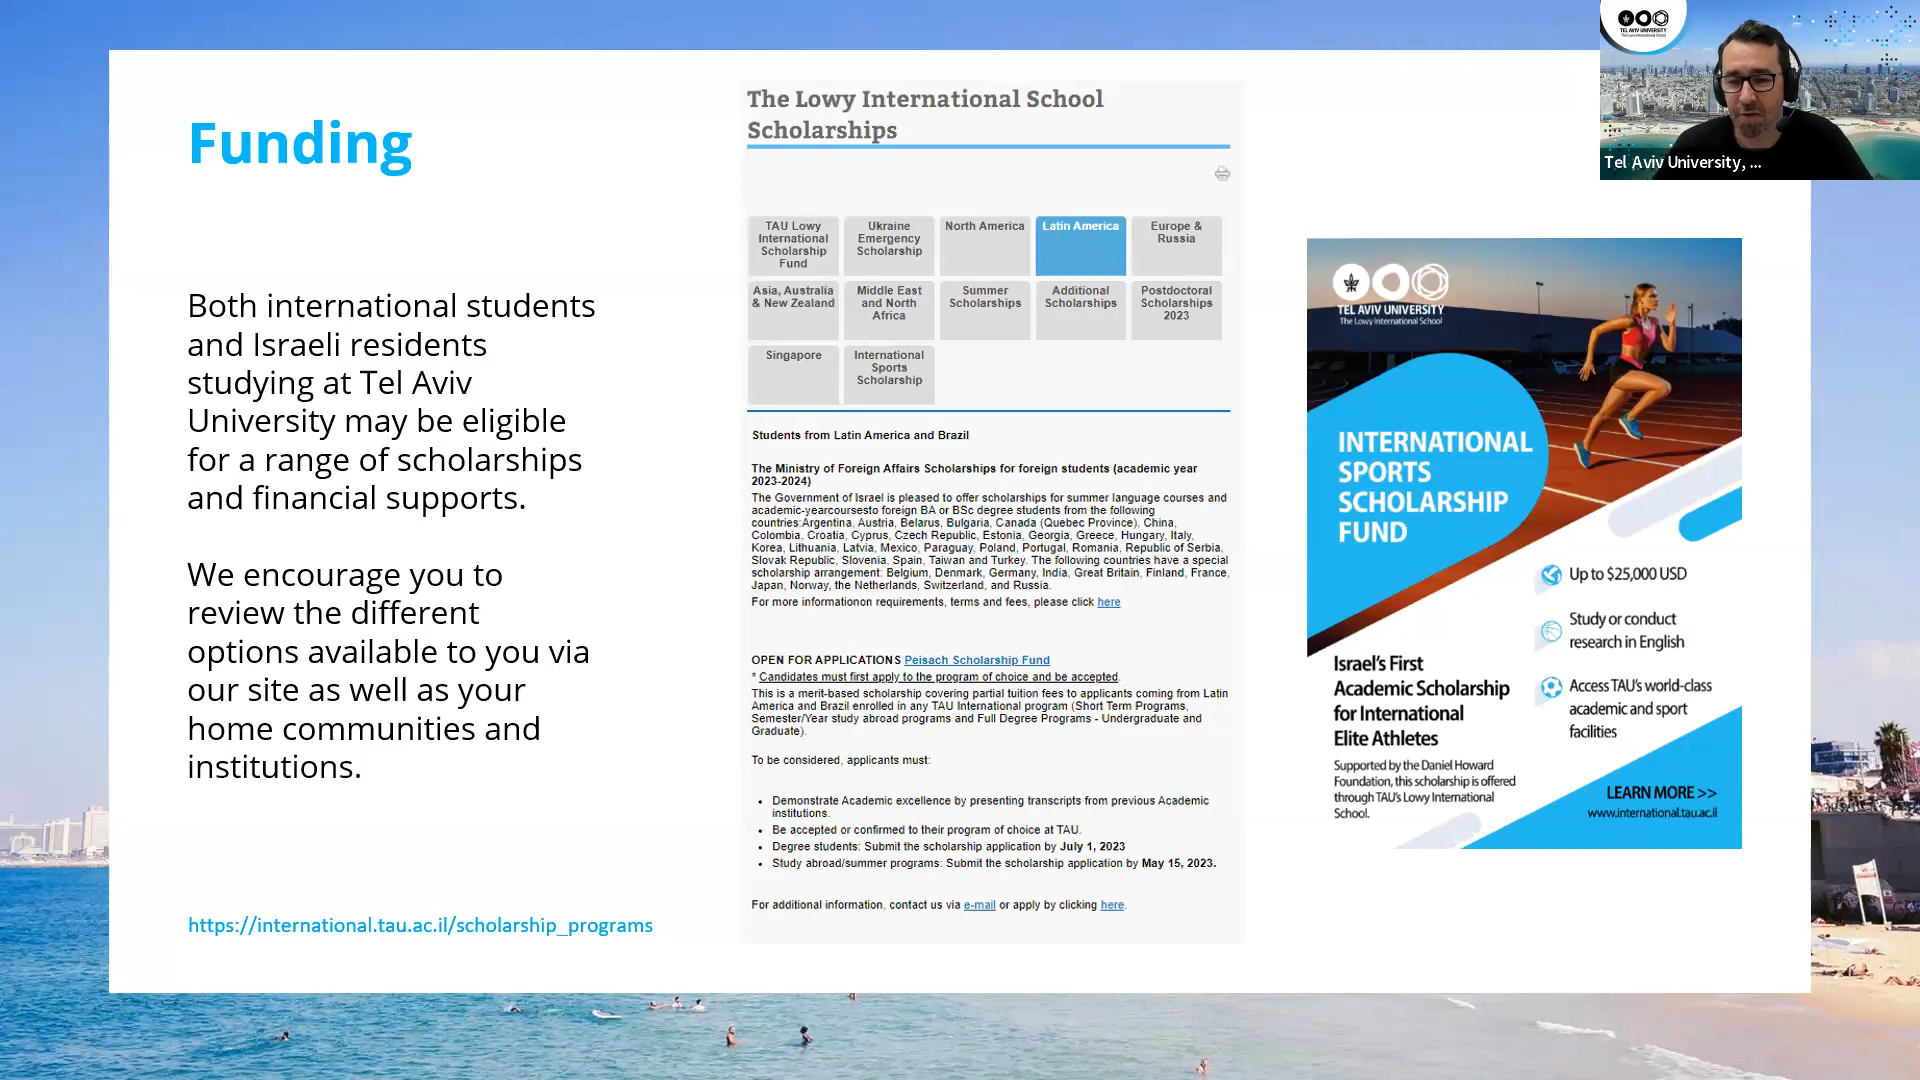 Funding
Both international students
and Israeli residents
studying at Tel Aviv
University may be eligible
for a range of scholarships
and financial supports.
We encourage you to
review the different
options available to you via
our site as well as your
home communities and
institutions.
https://international.tau.ac.il/scholarship_programs
The Lowy International School
Scholarships
TAU Lowy
International
Scholarship
Fund
Ukraine
Emergency
Scholarship
North America
Latin America
Europe &
Russia
Asia, Australia
& New Zealand
Middle East
and North
Africa
Summer
Scholarships
Additional
Scholarships
Postdoctoral
Scholarships
2023
Singapore
International
Sports
Scholarship
Students from Latin America and Brazil
The Ministry of Foreign Affairs Scholarships for foreign students (academic year
2023-2024)
The Government of Israel is pleased to offer scholarships for summer language courses and
academic-yearcoursesto foreign BA or BSc degree students from the following
countries:Argentina, Austria, Belarus, Bulgaria, Canada (Quebec Province), China,
Colombia, Croatia, Cyprus, Czech Republic, Estonia, Georgia, Greece, Hungary, Italy,
Korea, Lithuania, Latvia, Mexico, Paraguay, Poland, Portugal, Romania, Republic of Serbia,
Slovak Republic, Slovenia, Spain, Taiwan and Turkey. The following countries have a special
scholarship arrangement: Belgium, Denmark, Germany, India, Great Britain, Finland, France,
Japan, Norway, the Netherlands, Switzerland, and Russia.
For more informationon requirements, terms and fees, please click here
OPEN FOR APPLICATIONS Peisach Scholarship Fund
* Candidates must first apply to the program of choice and be accepted.
This is a merit-based scholarship covering partial tuition fees to applicants coming from Latin
America and Brazil enrolled in any TAU International program (Short Term Programs,
Semester/Year study abroad programs and Full Degree Programs - Undergraduate and
Graduate).
To be considered, applicants must:
• Demonstrate Academic excellence by presenting transcripts from previous Academic
institutions.
• Be accepted or confirmed to their program of choice at TAU.
• Degree students: Submit the scholarship application by July 1, 2023
• Study abroad/summer programs: Submit the scholarship application by May 15, 2023.
For additional information, contact us via e-mail or apply by clicking here.
TEL AVIV UNIVERSITY
The Lowy International School
INTERNATIONAL
SPORTS
SCHOLARSHIP
FUND
Up to $25,000 USD
Study or conduct
research in English
Access TAU's world-class
academic and sport
facilities
Israel's First
Academic Scholarship
for International
Elite Athletes
Supported by the Daniel Howard
Foundation, this scholarship is offered
through TAU's Lowy International
School.
LEARN MORE >>
www.international.tau.ac.il
TEL AVIV UNIVERSITY
The Lowy International School
Tel Aviv University, ...